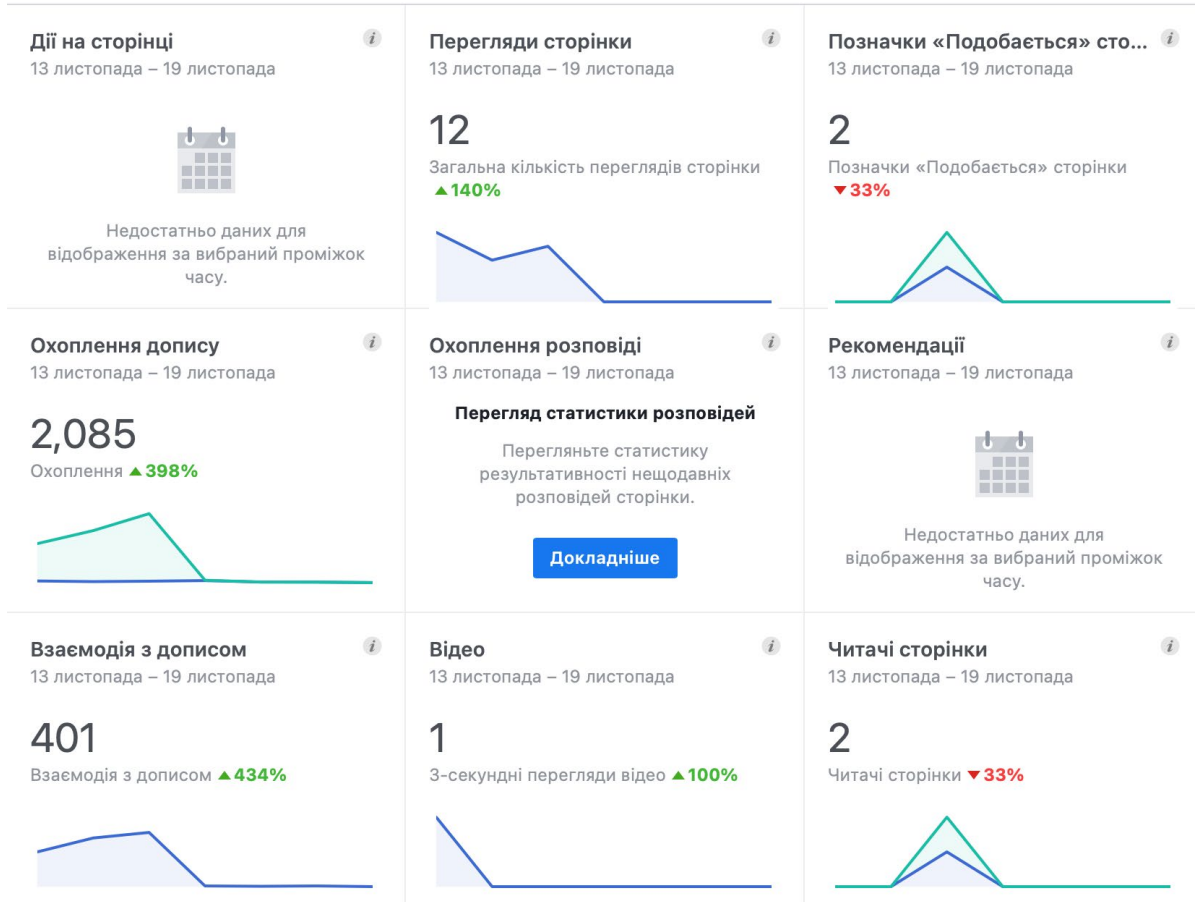 Дії на сторінці
13 листопада – 19 листопада
Недостатньо даних для
відображення за вибраний проміжок
часу.
Перегляди сторінки
13 листопада – 19 листопада
12
Загальна кількість переглядів сторінки
140%
Позначки «Подобається» сто...
13 листопада – 19 листопада
2
Позначки «Подобається» сторінки
33%
Охоплення допису
13 листопада – 19 листопада
2,085
Охоплення 398%
Охоплення розповіді
13 листопада – 19 листопада
Перегляд статистики розповідей
Перегляньте статистику
результативності нещодавніх
розповідей сторінки.
Докладніше
Рекомендації
13 листопада – 19 листопада
Недостатньо даних для
відображення за вибраний проміжок
часу.
Взаємодія з дописом
13 листопада – 19 листопада
401
Взаємодія з дописом 434%
Відео
13 листопада – 19 листопада
1
3-секундні перегляди відео 100%
Читачі сторінки
13 листопада – 19 листопада
2
Читачі сторінки 33%